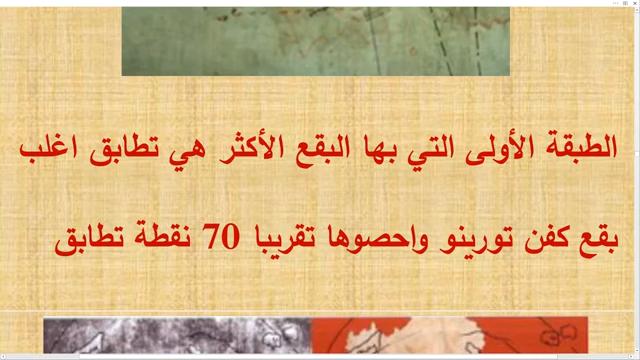 الطبقة الأولى التي بها البقع الأكثر هي تطابق اغلب
بقع كفن تورينو واحصوها تقريبا 70 نقطة تطابق